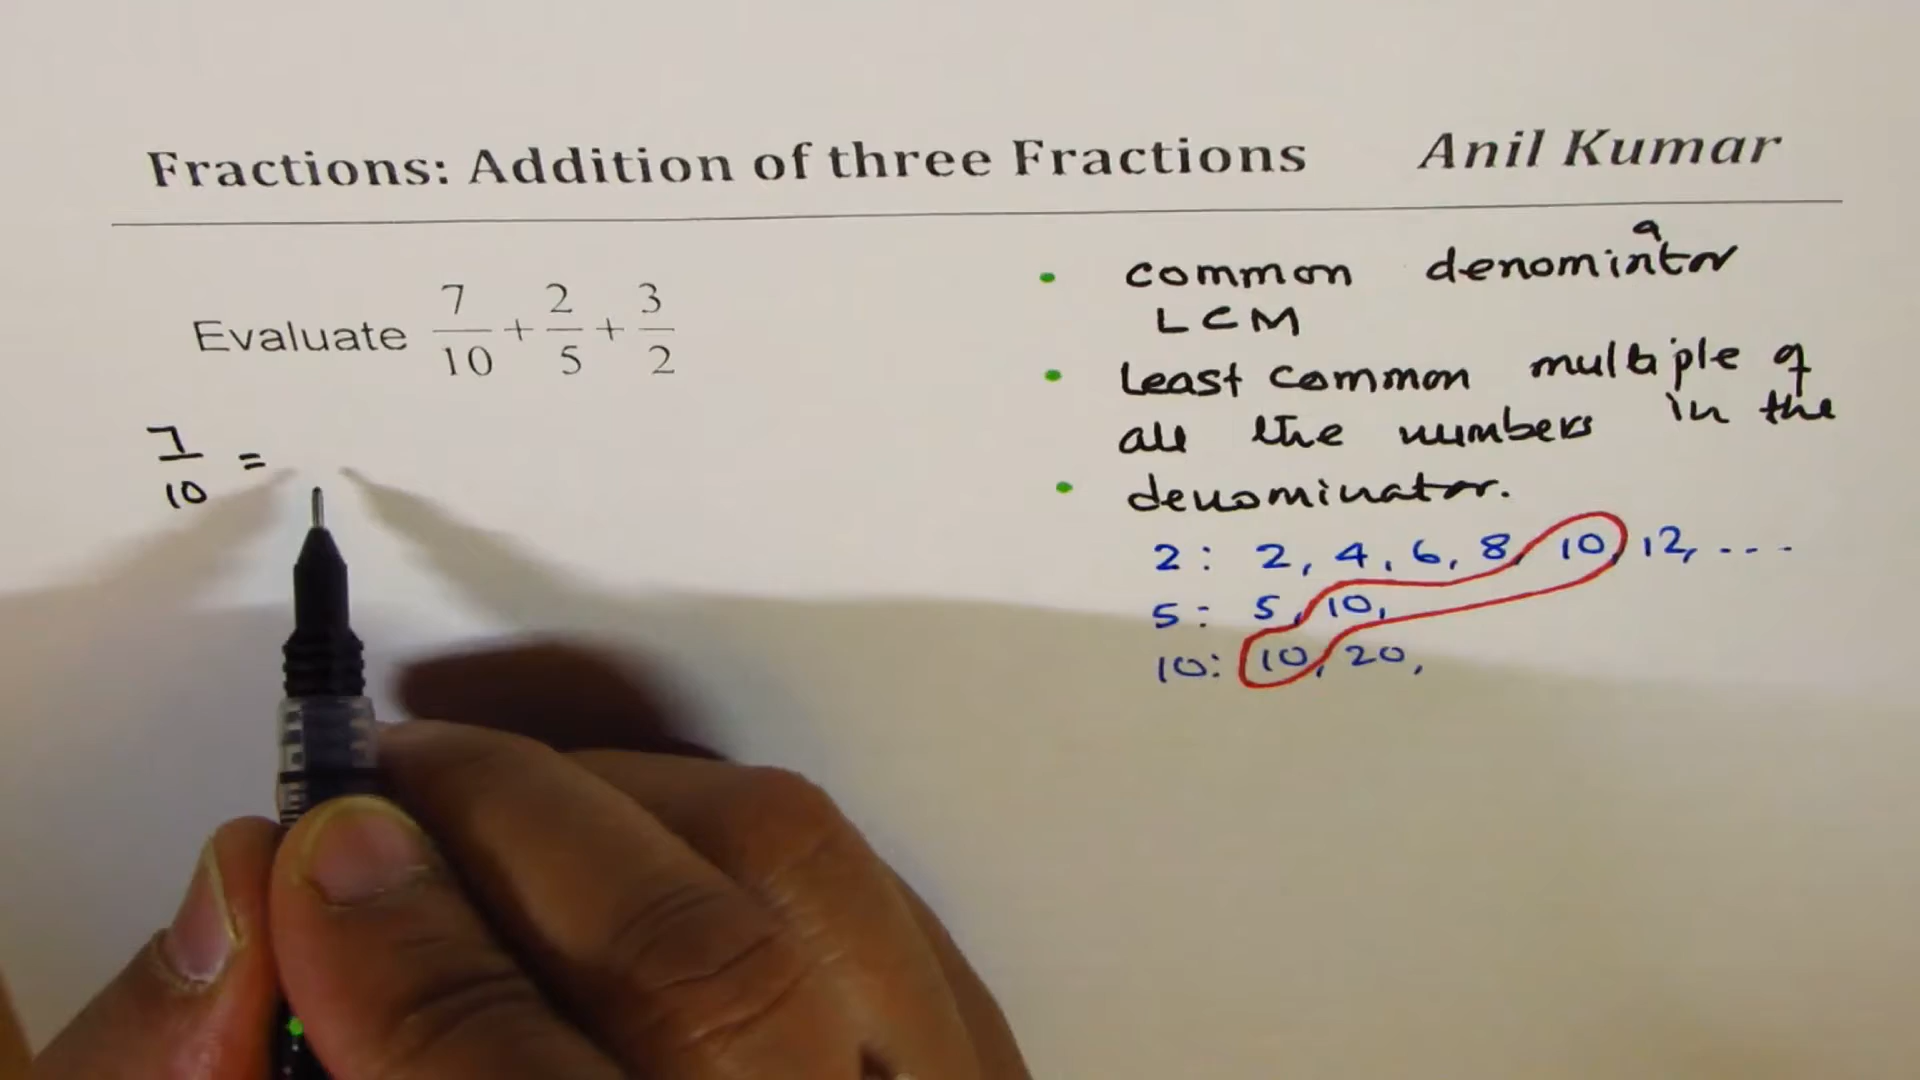 Fractions: Addition of three Fractions Anil Kumar
Evaluate 7/10 + 2/5 + 3/2
7/10 =
• common denominator
LCM
• Least common multiple of
all the numbers in the
• denominator.
2: 2, 4, 6, 8, 10, 12, ....
5: 5, 10,
10: 10, 20,